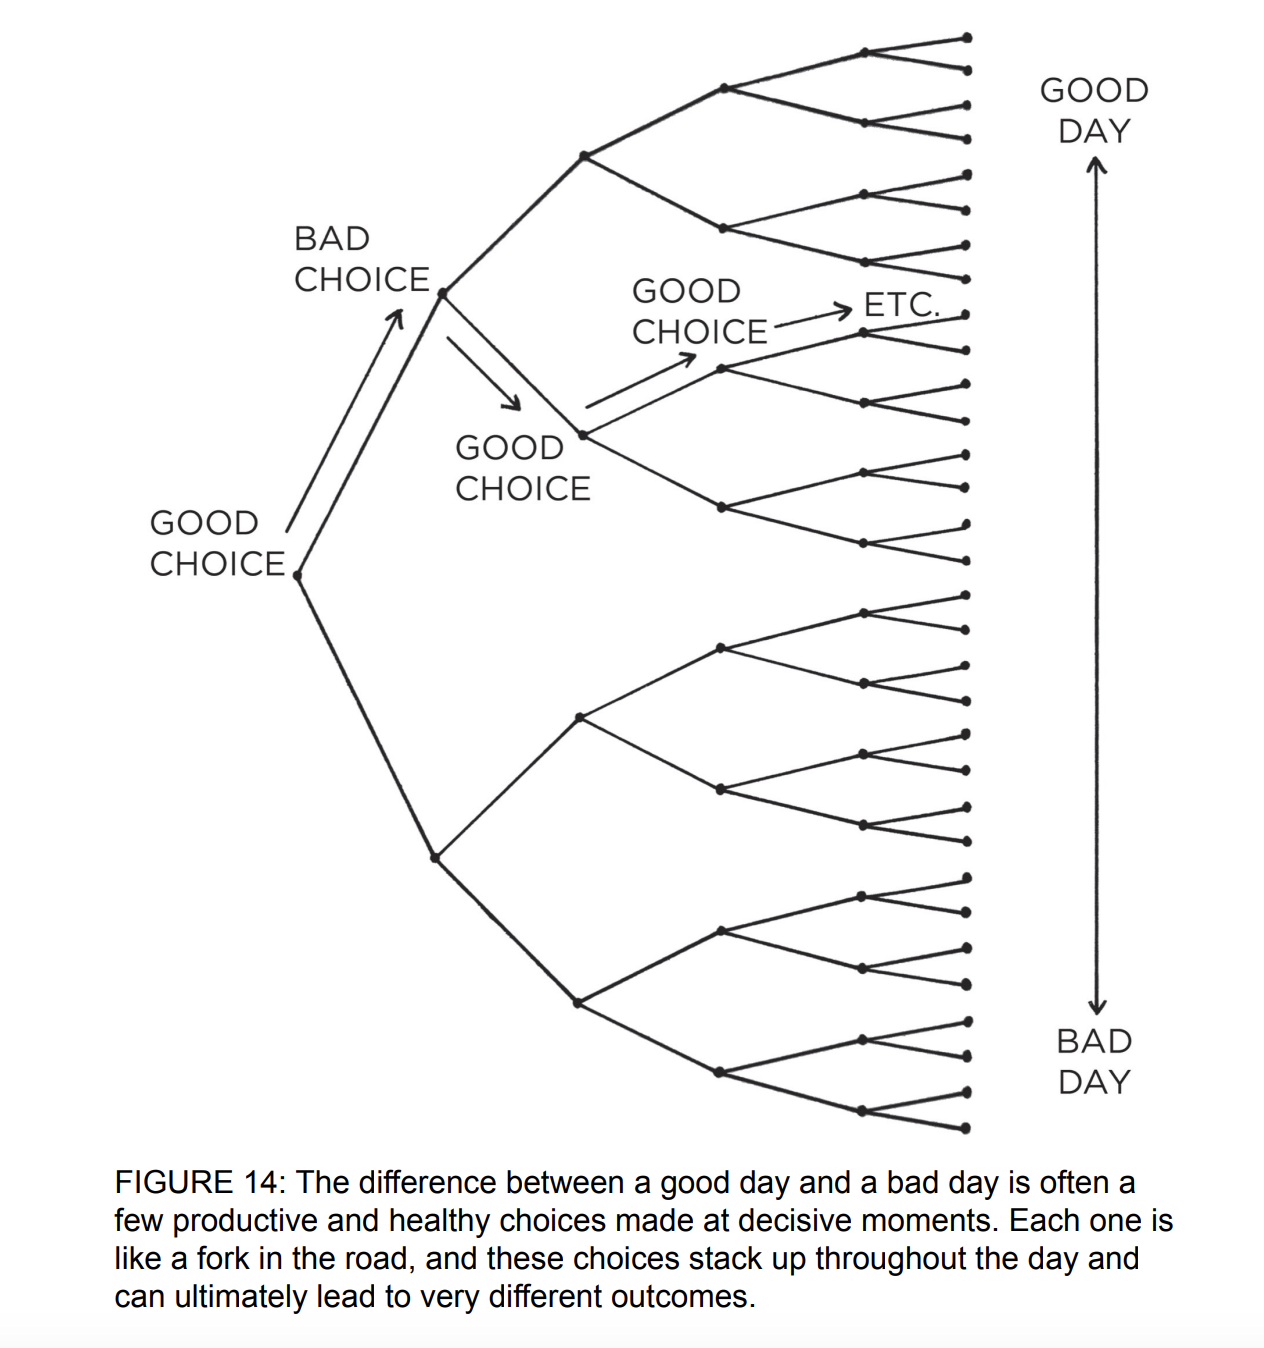 GOOD
DAY
BAD
CHOICE
GOOD
CHOICE
ETC.
GOOD
CHOICE
GOOD
CHOICE
BAD
DAY
FIGURE 14: The difference between a good day and a bad day is often a
few productive and healthy choices made at decisive moments. Each one is
like a fork in the road, and these choices stack up throughout the day and
can ultimately lead to very different outcomes.